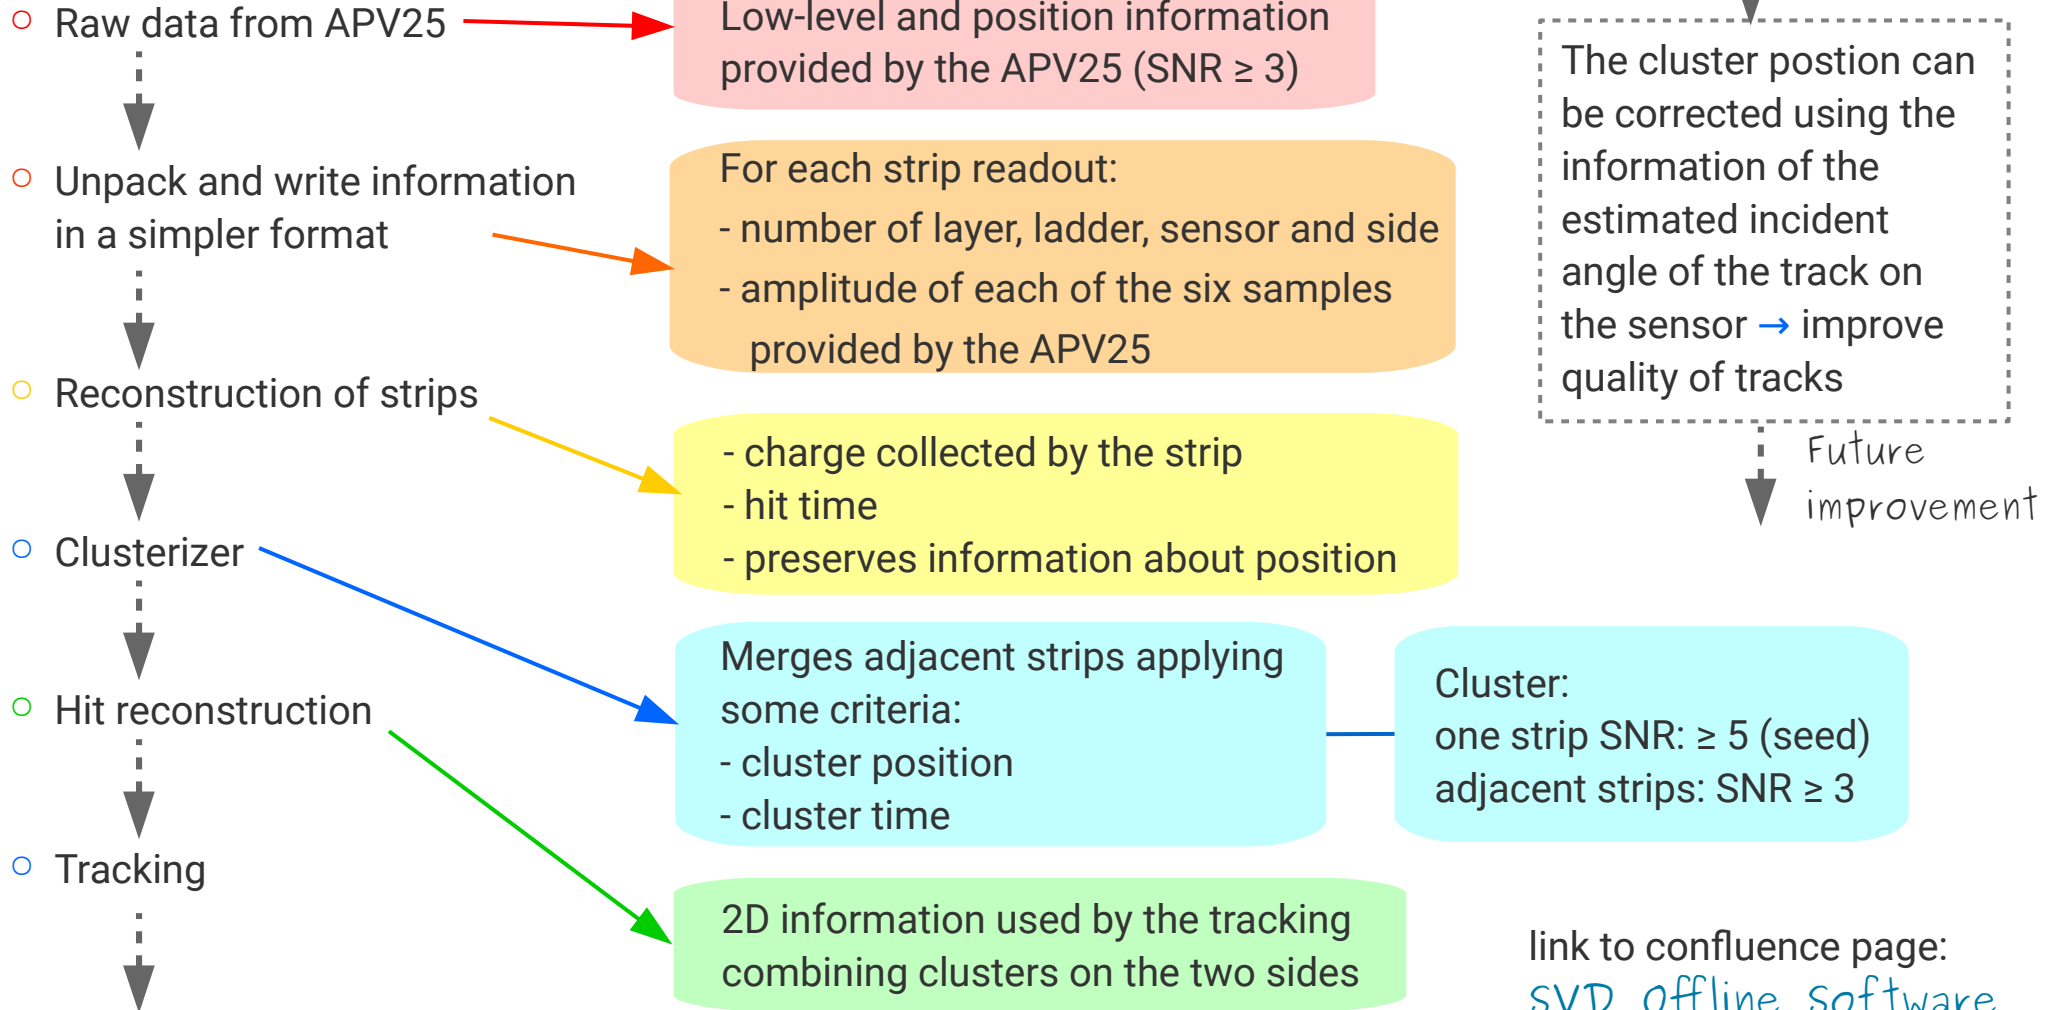 Raw data from APV25
Low-level and position information
provided by the APV25 (SNR ≥ 3)
Unpack and write information
in a simpler format
For each strip readout:
- number of layer, ladder, sensor and side
- amplitude of each of the six samples
provided by the APV25
Reconstruction of strips
- charge collected by the strip
- hit time
- preserves information about position
Clusterizer
Merges adjacent strips applying
some criteria:
- cluster position
- cluster time
Cluster:
one strip SNR: ≥ 5 (seed)
adjacent strips: SNR ≥ 3
Hit reconstruction
2D information used by the tracking
combining clusters on the two sides
Tracking
The cluster postion can
be corrected using the
information of the
estimated incident
angle of the track on
the sensor → improve
quality of tracks
Future
improvement
link to confluence page:
SVD Offline Software